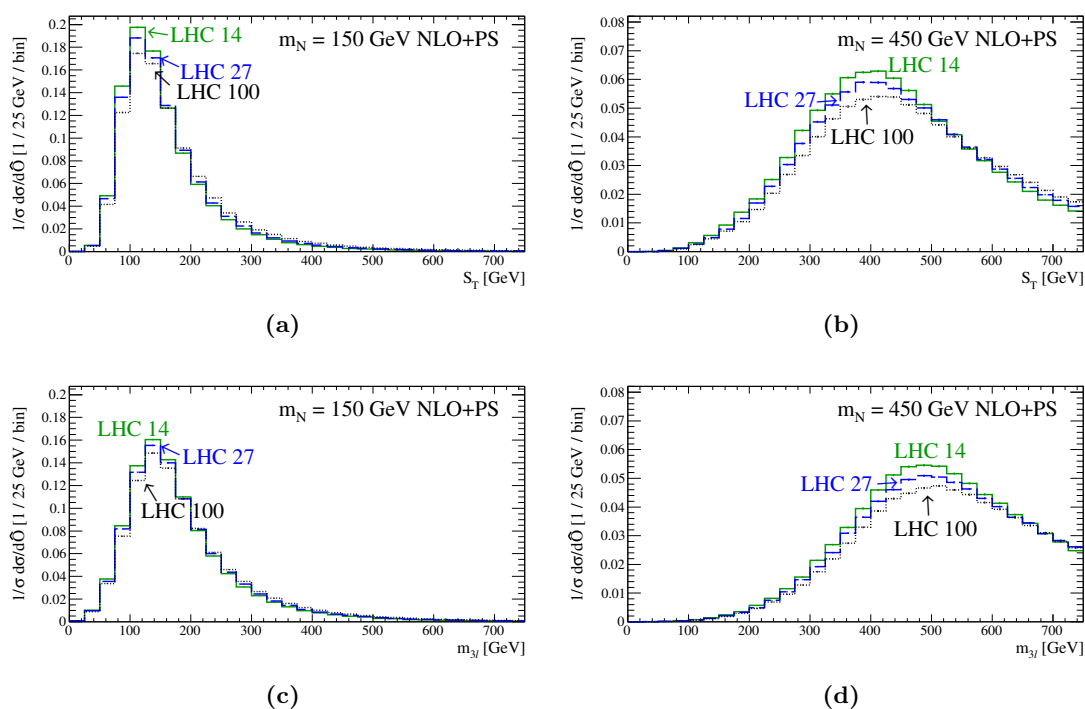 1/σ dσ/dÔ [1 / 25 GeV / bin]
0.2
0.18
0.16
0.14
0.12
0.1
0.08
0.06
0.04
0.02
0
m_N = 150 GeV NLO+PS
LHC 14
LHC 27
LHC 100
0 100 200 300 400 500 600 700
S_T [GeV]
(a)
1/σ dσ/dÔ [1 / 25 GeV / bin]
0.08
0.07
0.06
0.05
0.04
0.03
0.02
0.01
0
m_N = 450 GeV NLO+PS
LHC 14
LHC 27
LHC 100
0 100 200 300 400 500 600 700
S_T [GeV]
(b)
1/σ dσ/dÔ [1 / 25 GeV / bin]
0.2
0.18
0.16
0.14
0.12
0.1
0.08
0.06
0.04
0.02
0
m_N = 150 GeV NLO+PS
LHC 14
LHC 27
LHC 100
0 100 200 300 400 500 600 700
m_3l [GeV]
(c)
1/σ dσ/dÔ [1 / 25 GeV / bin]
0.08
0.07
0.06
0.05
0.04
0.03
0.02
0.01
0
m_N = 450 GeV NLO+PS
LHC 14
LHC 27
LHC 100
0 100 200 300 400 500 600 700
m_3l [GeV]
(d)